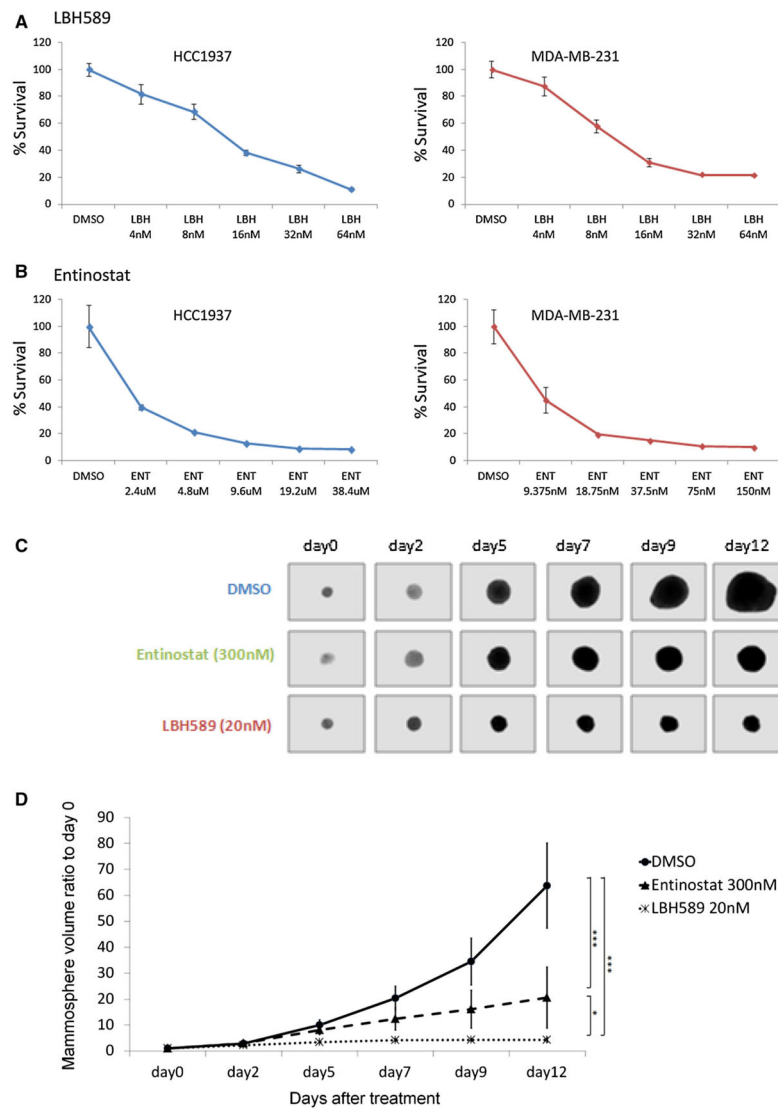 A LBH589
HCC1937
% Survival
120
100
80
60
40
20
0
DMSO LBH LBH LBH LBH LBH
4nM 8nM 16nM 32nM 64nM
MDA-MB-231
% Survival
120
100
80
60
40
20
0
DMSO LBH LBH LBH LBH LBH
4nM 8nM 16nM 32nM 64nM
B Entinostat
HCC1937
% Survival
120
100
80
60
40
20
0
DMSO ENT ENT ENT ENT ENT
2.4uM 4.8uM 9.6uM 19.2uM 38.4uM
MDA-MB-231
% Survival
120
100
80
60
40
20
0
DMSO ENT ENT ENT ENT ENT
9.375nM 18.75nM 37.5nM 75nM 150nM
C
day0 day2 day5 day7 day9 day12
DMSO
Entinostat (300nM)
LBH589 (20nM)
D
Mammosphere volume ratio to day 0
90
80
70
60
50
40
30
20
10
0
day0 day2 day5 day7 day9 day12
Days after treatment
DMSO
Entinostat 300nM
LBH589 20nM
***
***
*